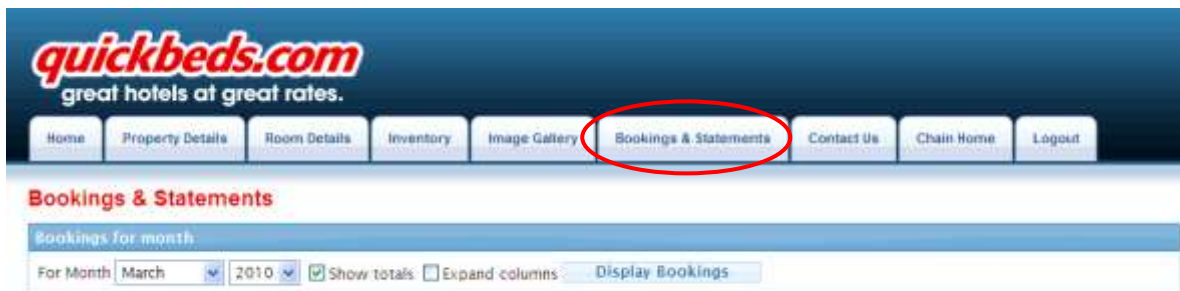 quickbeds.com
great hotels at great rates.
Home Property Details Room Details Inventory Image Gallery Bookings & Statements Contact Us Chain Home Logout
Bookings & Statements
Bookings for month
For Month March 2010 Show totals Expand columns Display Bookings